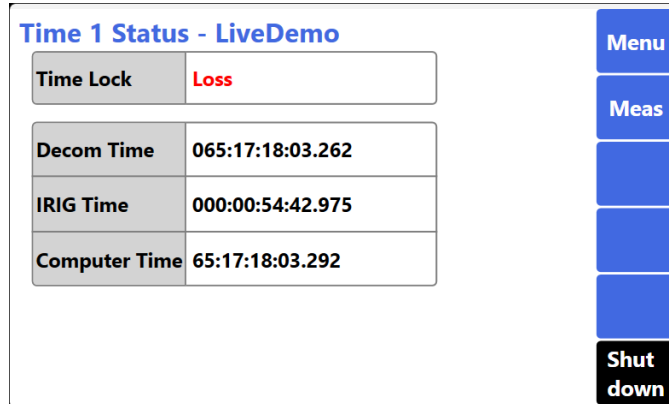 Time 1 Status - LiveDemo
Time Lock Loss
Decom Time 065:17:18:03.262
IRIG Time 000:00:54:42.975
Computer Time 65:17:18:03.292
Menu
Meas
Shut
down